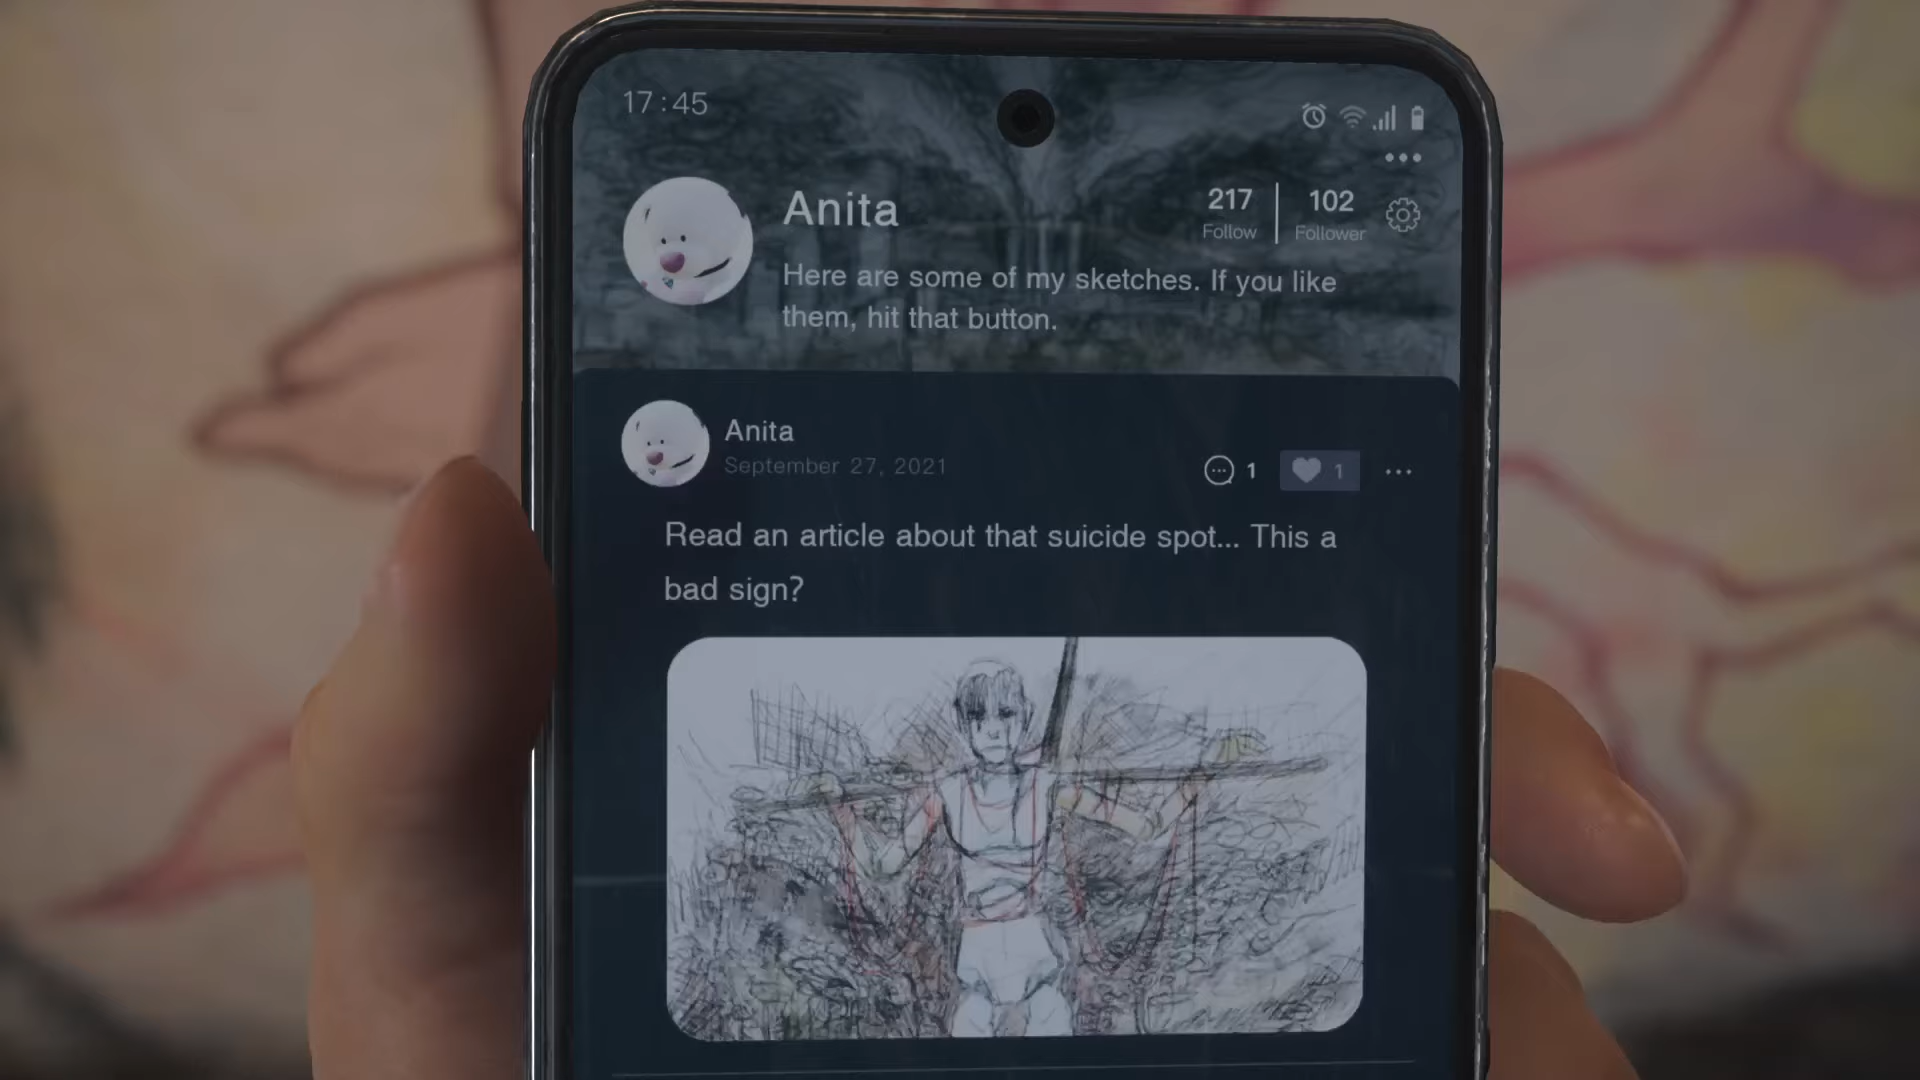 17:45
Anita
217
Follow
102
Follower
Here are some of my sketches. If you like
them, hit that button.
Anita
September 27, 2021
1
1
Read an article about that suicide spot... This a
bad sign?